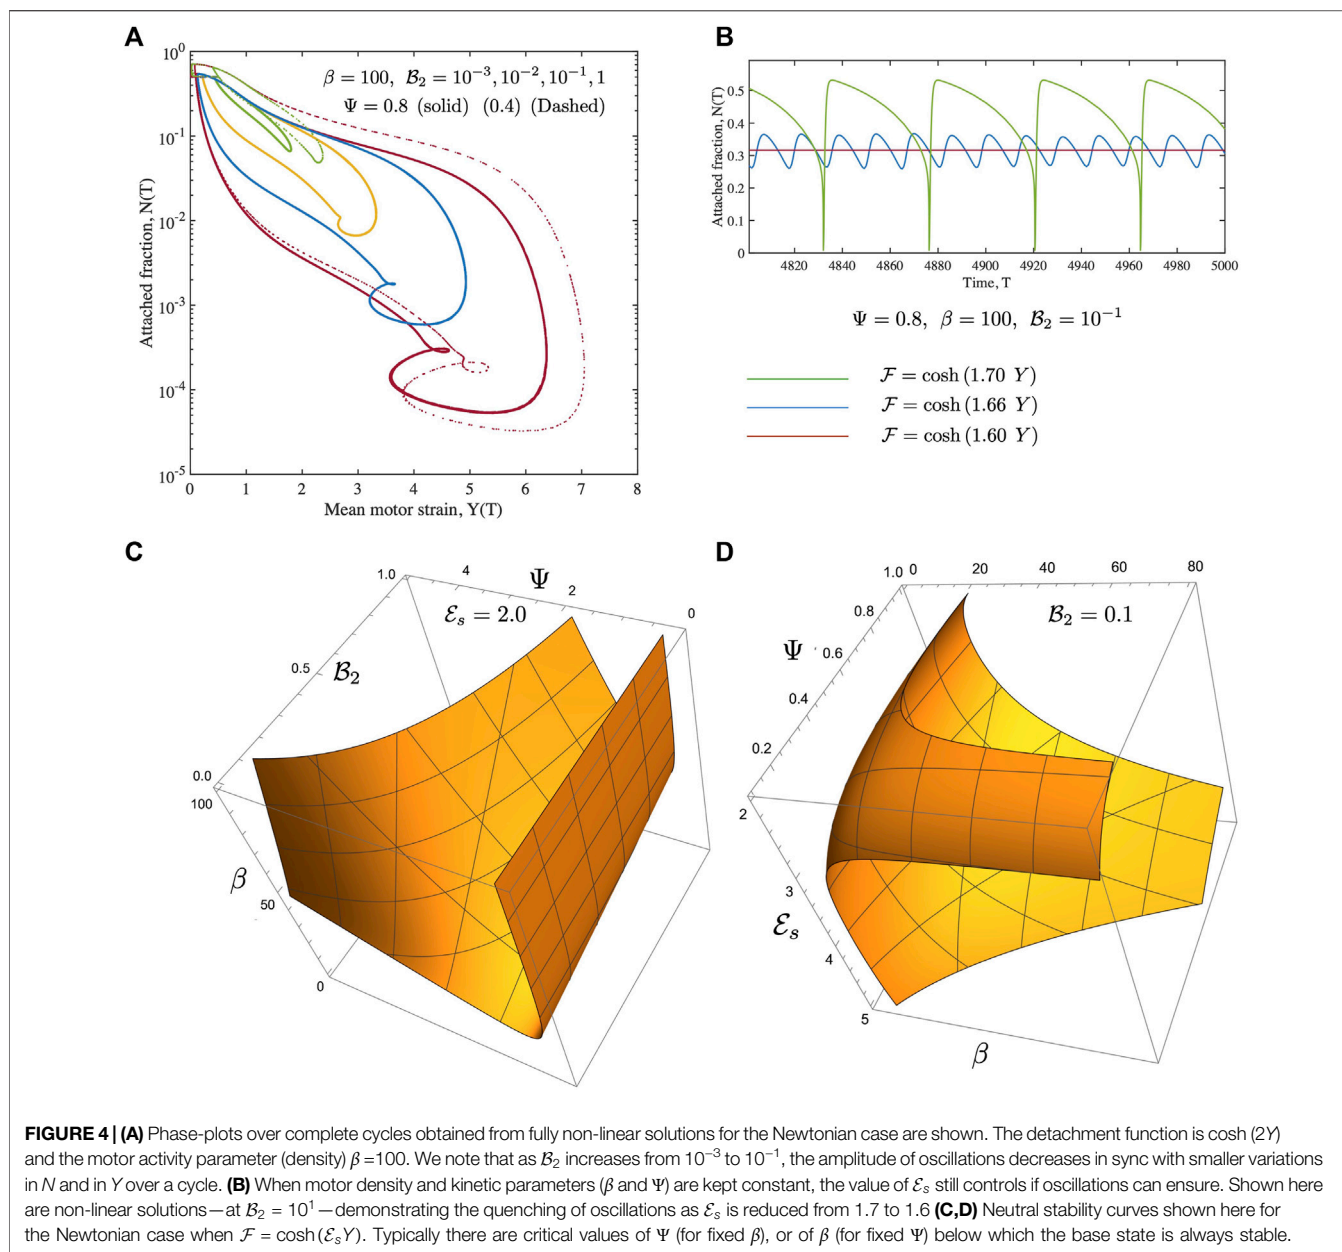 A
10^0
10^-1
10^-2
10^-3
10^-4
10^-5
Attached fraction, N(T)
β = 100, ℬ₂ = 10^-3, 10^-2, 10^-1, 1
Ψ = 0.8 (solid) (0.4) (Dashed)
0 1 2 3 4 5 6 7 8
Mean motor strain, Y(T)
B
Attached fraction, N(T)
0.5
0.4
0.3
0.2
0.1
0
4820 4840 4860 4880 4900 4920 4940 4960 4980 5000
Time, T
Ψ = 0.8, β = 100, ℬ₂ = 10^-1
ℱ = cosh (1.70 Y)
ℱ = cosh (1.66 Y)
ℱ = cosh (1.60 Y)
C
1.0
4
Ψ
2
0
ℰₛ = 2.0
0.5
ℬ₂
0.0
100
β
50
0
D
1.0
0 20 40 60 80
ℬ₂ = 0.1
0.8
Ψ
0.6
0.4
0.2
2
3
ℰₛ
4
5
β
FIGURE 4 | (A) Phase-plots over complete cycles obtained from fully non-linear solutions for the Newtonian case are shown. The detachment function is cosh (2Y)
and the motor activity parameter (density) β =100. We note that as ℬ₂ increases from 10^-3 to 10^-1, the amplitude of oscillations decreases in sync with smaller variations
in N and in Y over a cycle. (B) When motor density and kinetic parameters (β and Ψ) are kept constant, the value of ℰₛ still controls if oscillations can ensure. Shown here
are non-linear solutions—at ℬ₂ = 10^1—demonstrating the quenching of oscillations as ℰₛ is reduced from 1.7 to 1.6 (C,D) Neutral stability curves shown here for
the Newtonian case when ℱ = cosh(ℰₛY). Typically there are critical values of Ψ (for fixed β), or of β (for fixed Ψ) below which the base state is always stable.